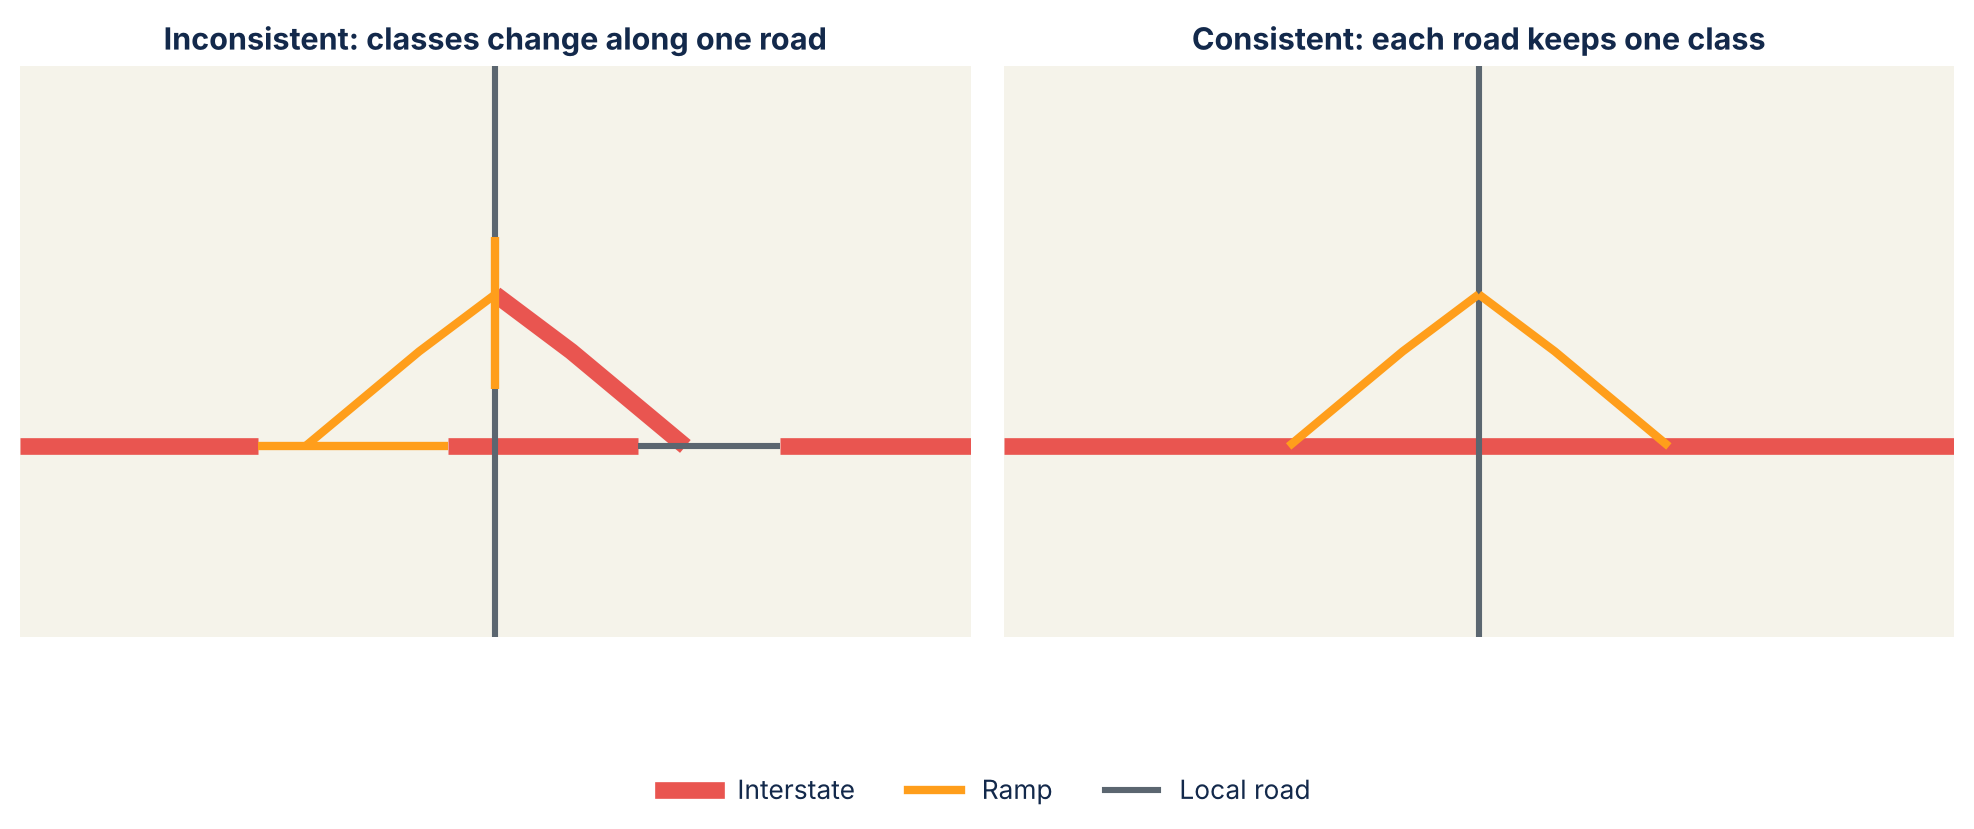 Inconsistent: classes change along one road
Consistent: each road keeps one class
Interstate
Ramp
Local road